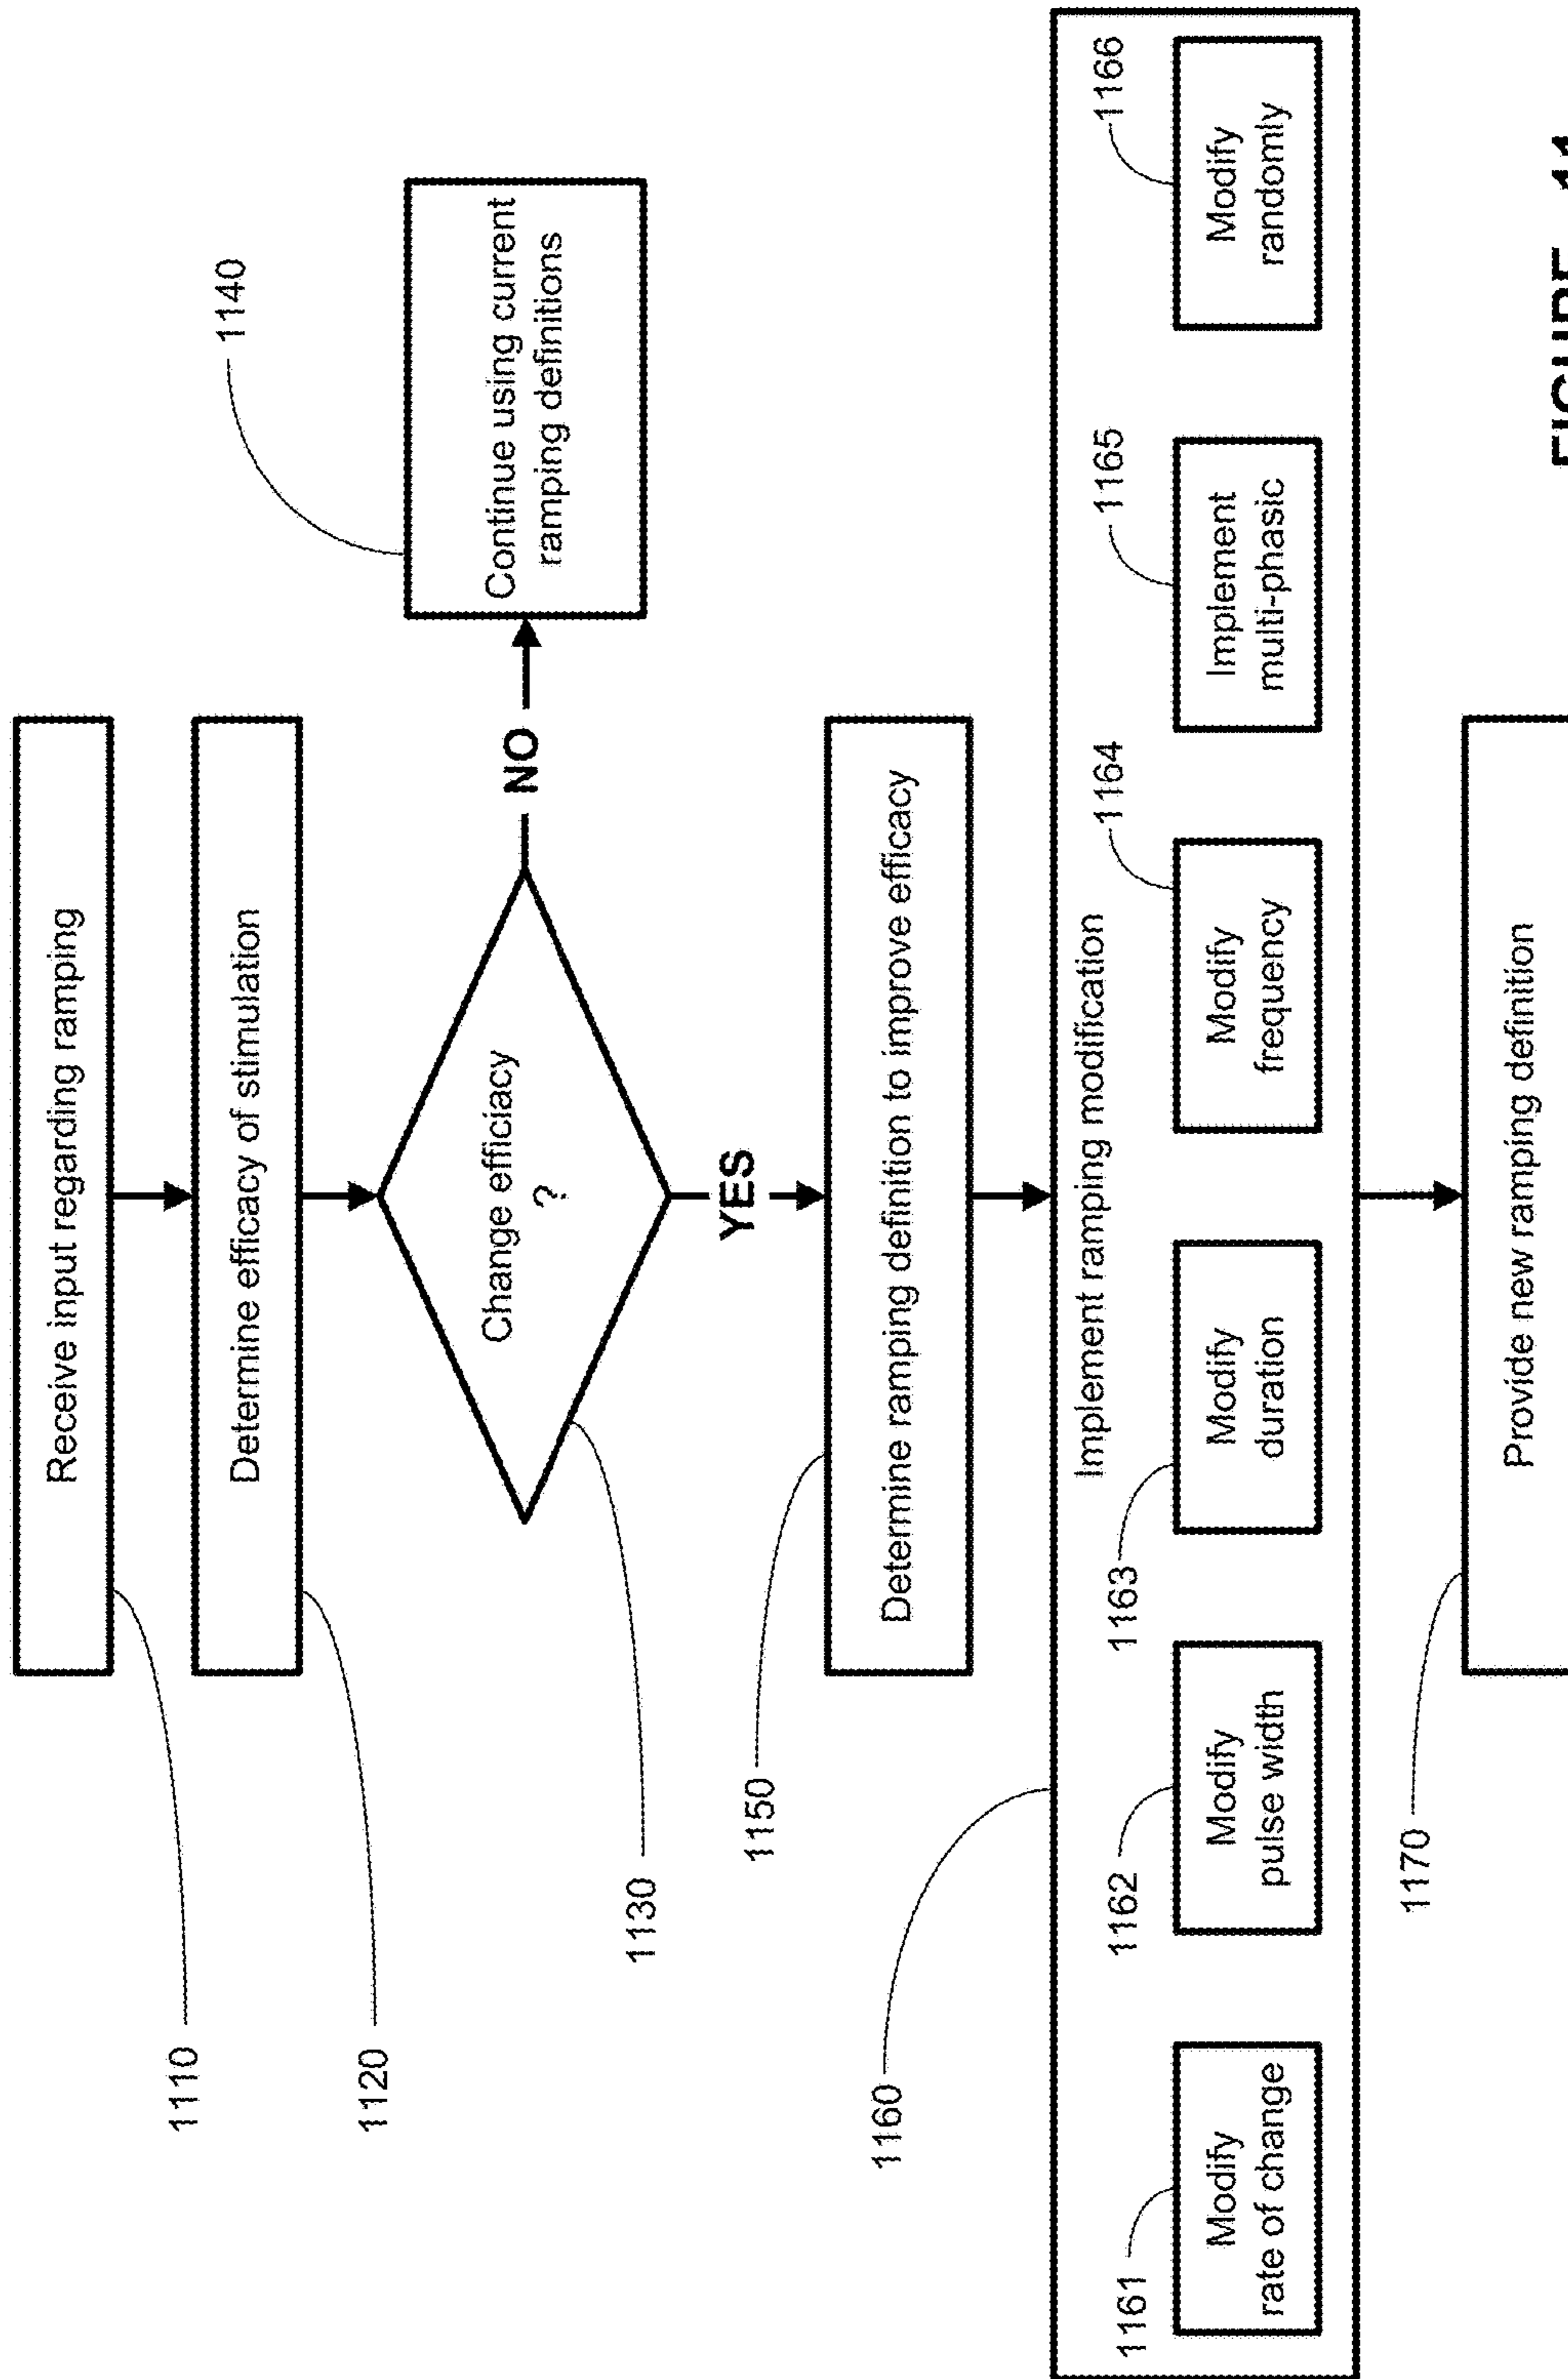 Receive input regarding ramping
1110
Determine efficacy of stimulation
1120
Change efficiacy
?
1130
NO
Continue using current
ramping definitions
1140
YES
Determine ramping definition to improve efficacy
1150
Implement ramping modification
1160
1161
Modify
rate of change
1162
Modify
pulse width
1163
Modify
duration
1164
Modify
frequency
1165
Implement
multi-phasic
1166
Modify
randomly
Provide new ramping definition
1170
FIGURE 11